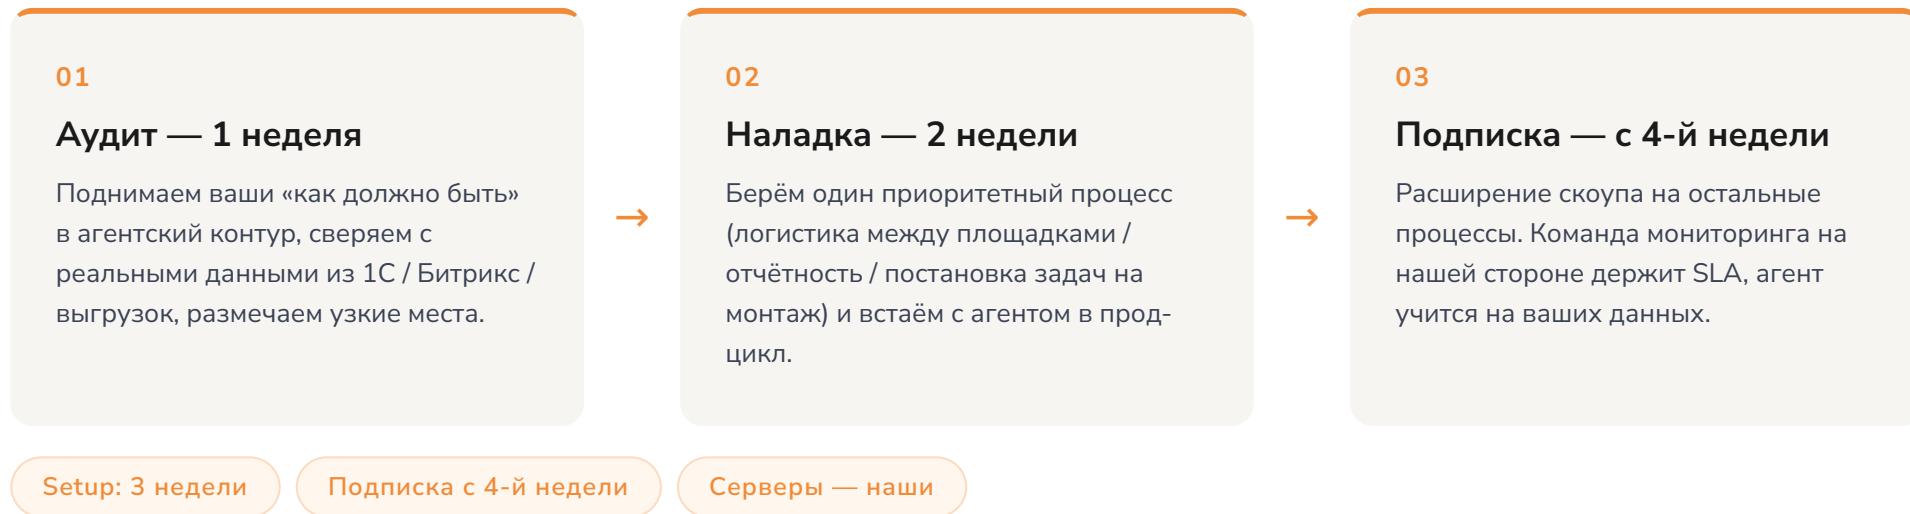 01
Аудит — 1 неделя
Поднимаем ваши «как должно быть»
в агентский контур, сверяем с
реальными данными из 1С / Битрикс /
выгрузок, размечаем узкие места.
→
02
Наладка — 2 недели
Берём один приоритетный процесс
(логистика между площадками /
отчётность / постановка задач на
монтаж) и встаём с агентом в прод-
цикл.
→
03
Подписка — с 4-й недели
Расширение скоупа на остальные
процессы. Команда мониторинга на
нашей стороне держит SLA, агент
учится на ваших данных.
Setup: 3 недели
Подписка с 4-й недели
Серверы — наши